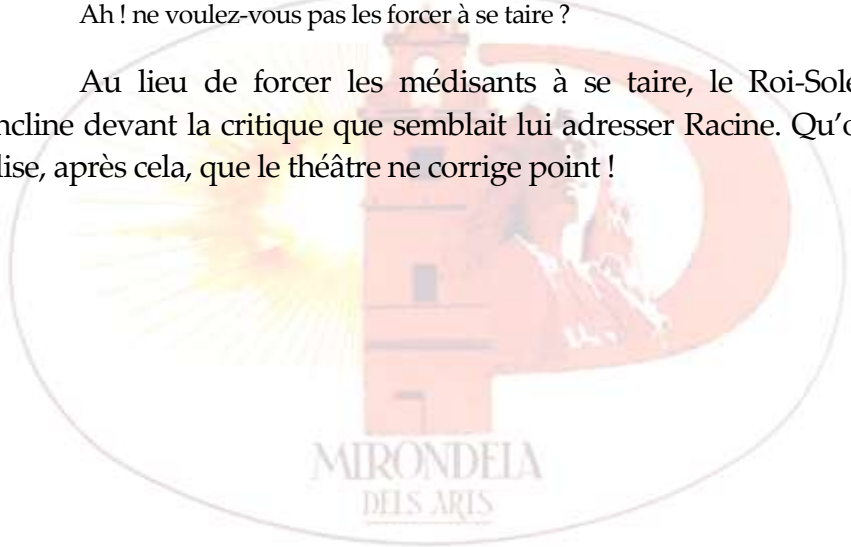 Ah ! ne voulez-vous pas les forcer à se taire ?
Au lieu de forcer les médisants à se taire, le Roi-Sole
ncline devant la critique que semblait lui adresser Racine. Qu’o
lise, après cela, que le théâtre ne corrige point !
MIRONDELA
DELS ARTS